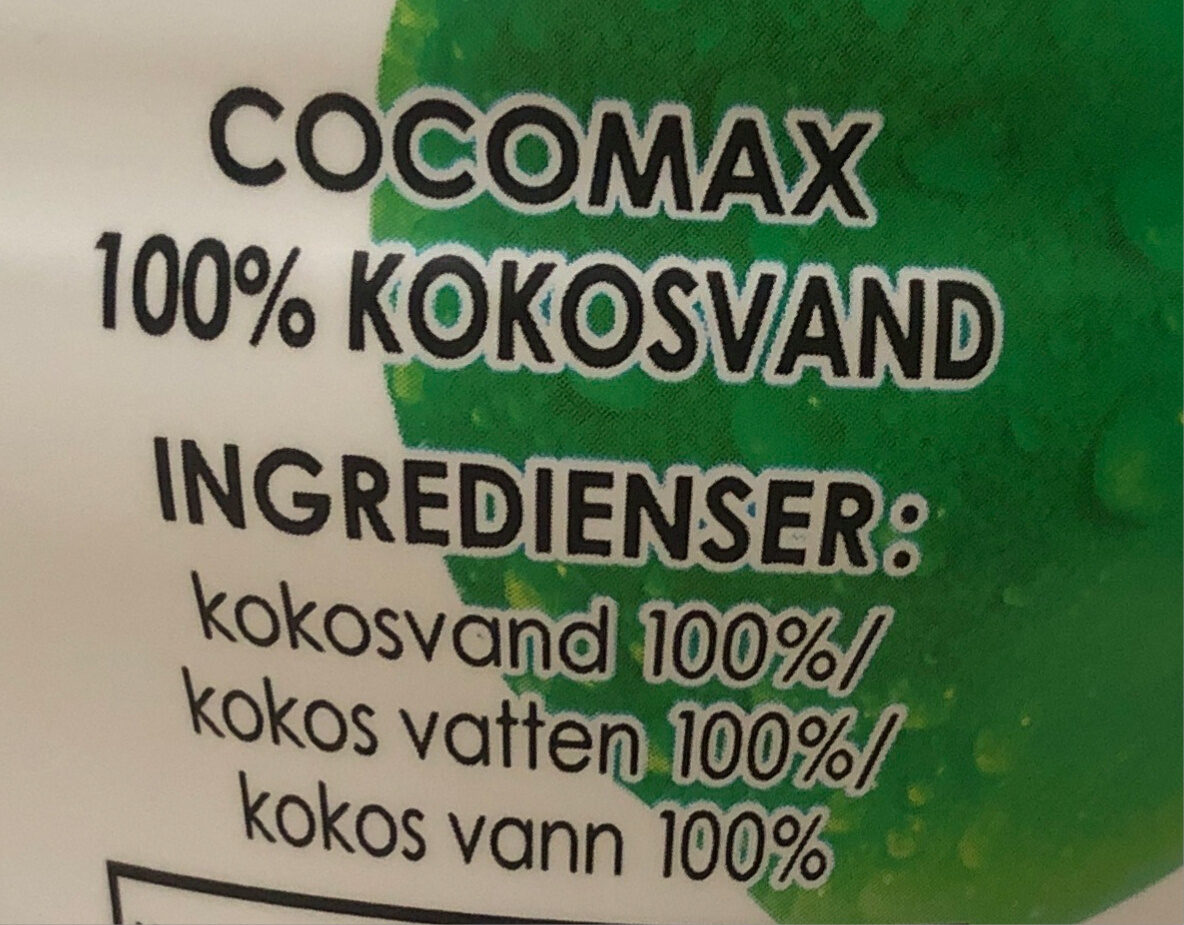 COCOMAX
100% KOKOSVAND
INGREDIENSER:
kokosvand 100%/
kokos vatten 100%/
kokos vann 100%